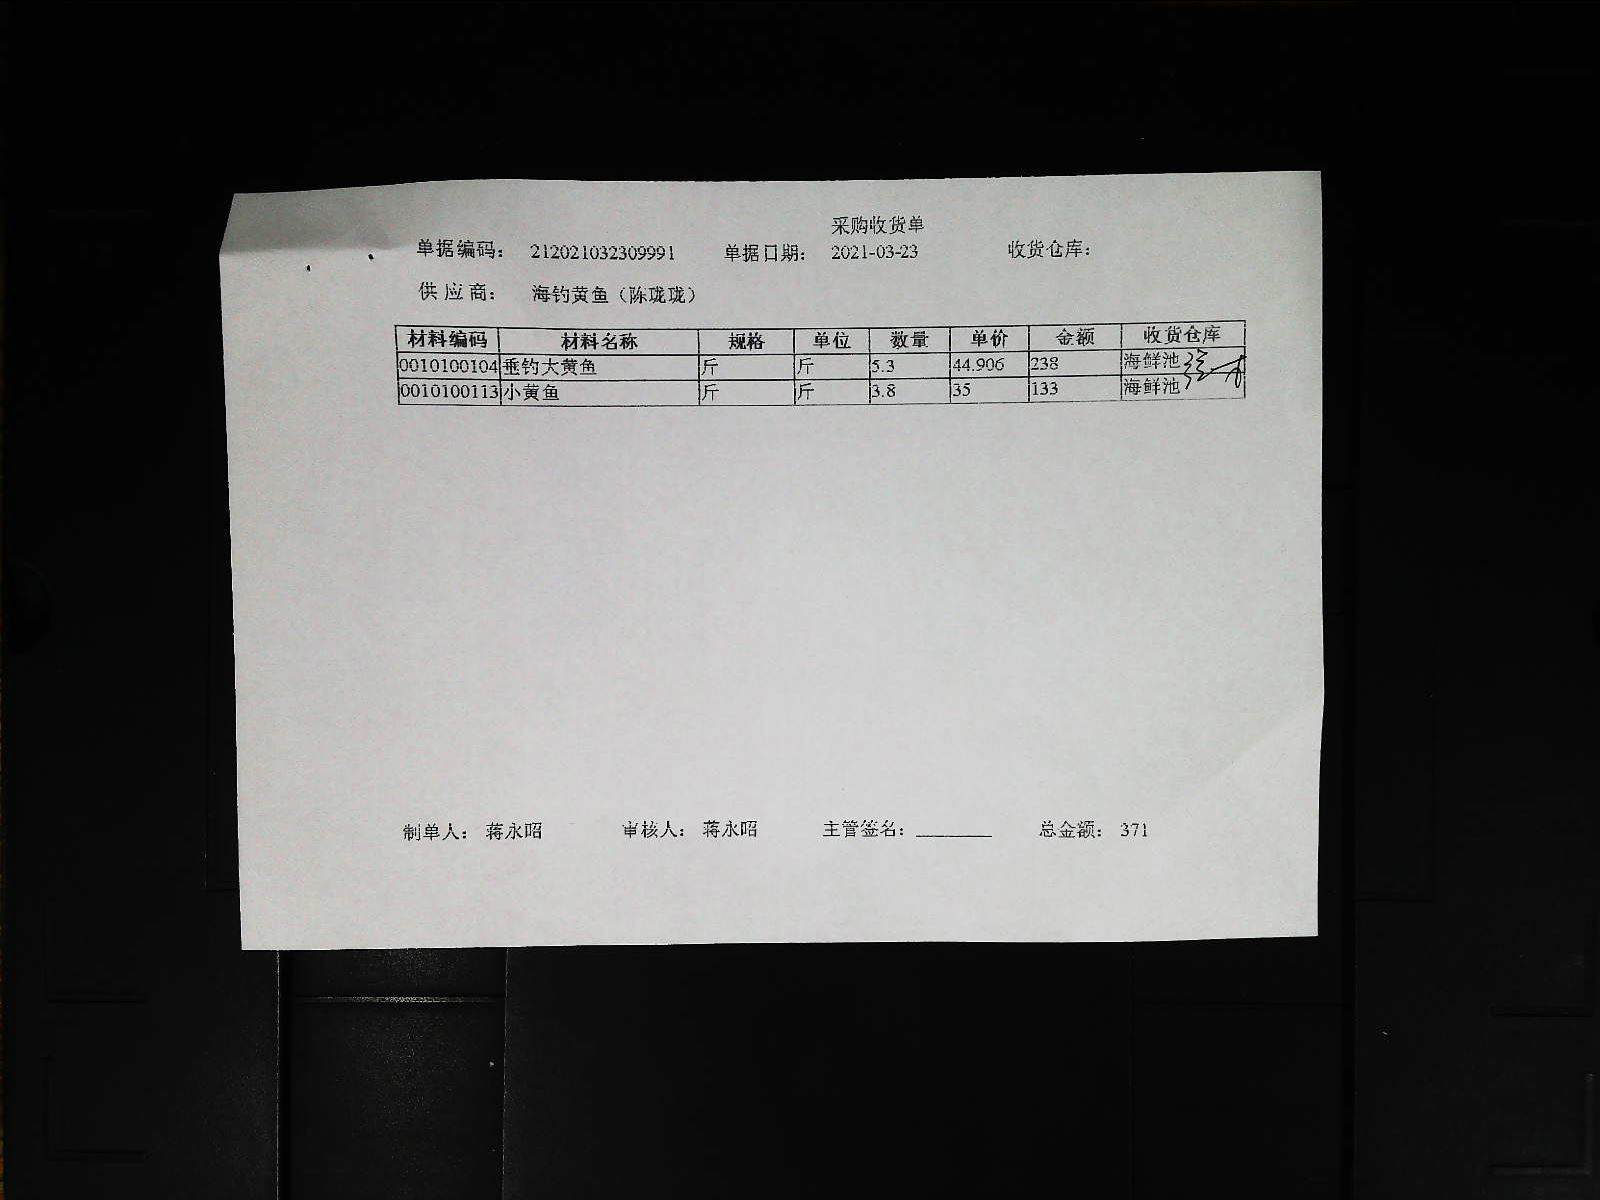 采购收货单
单据编码： 212021032309991 单据日期： 2021-03-23 收货仓库：
供 应 商： 海钓黄鱼（陈珑珑）
材料编码 材料名称 规格 单位 数量 单价 金额 收货仓库
0010100104 垂钓大黄鱼 斤 斤 5.3 44.906 238 海鲜池
0010100113 小黄鱼 斤 斤 3.8 35 133 海鲜池
制单人： 蒋永昭 审核人： 蒋永昭 主管签名：________ 总金额： 371